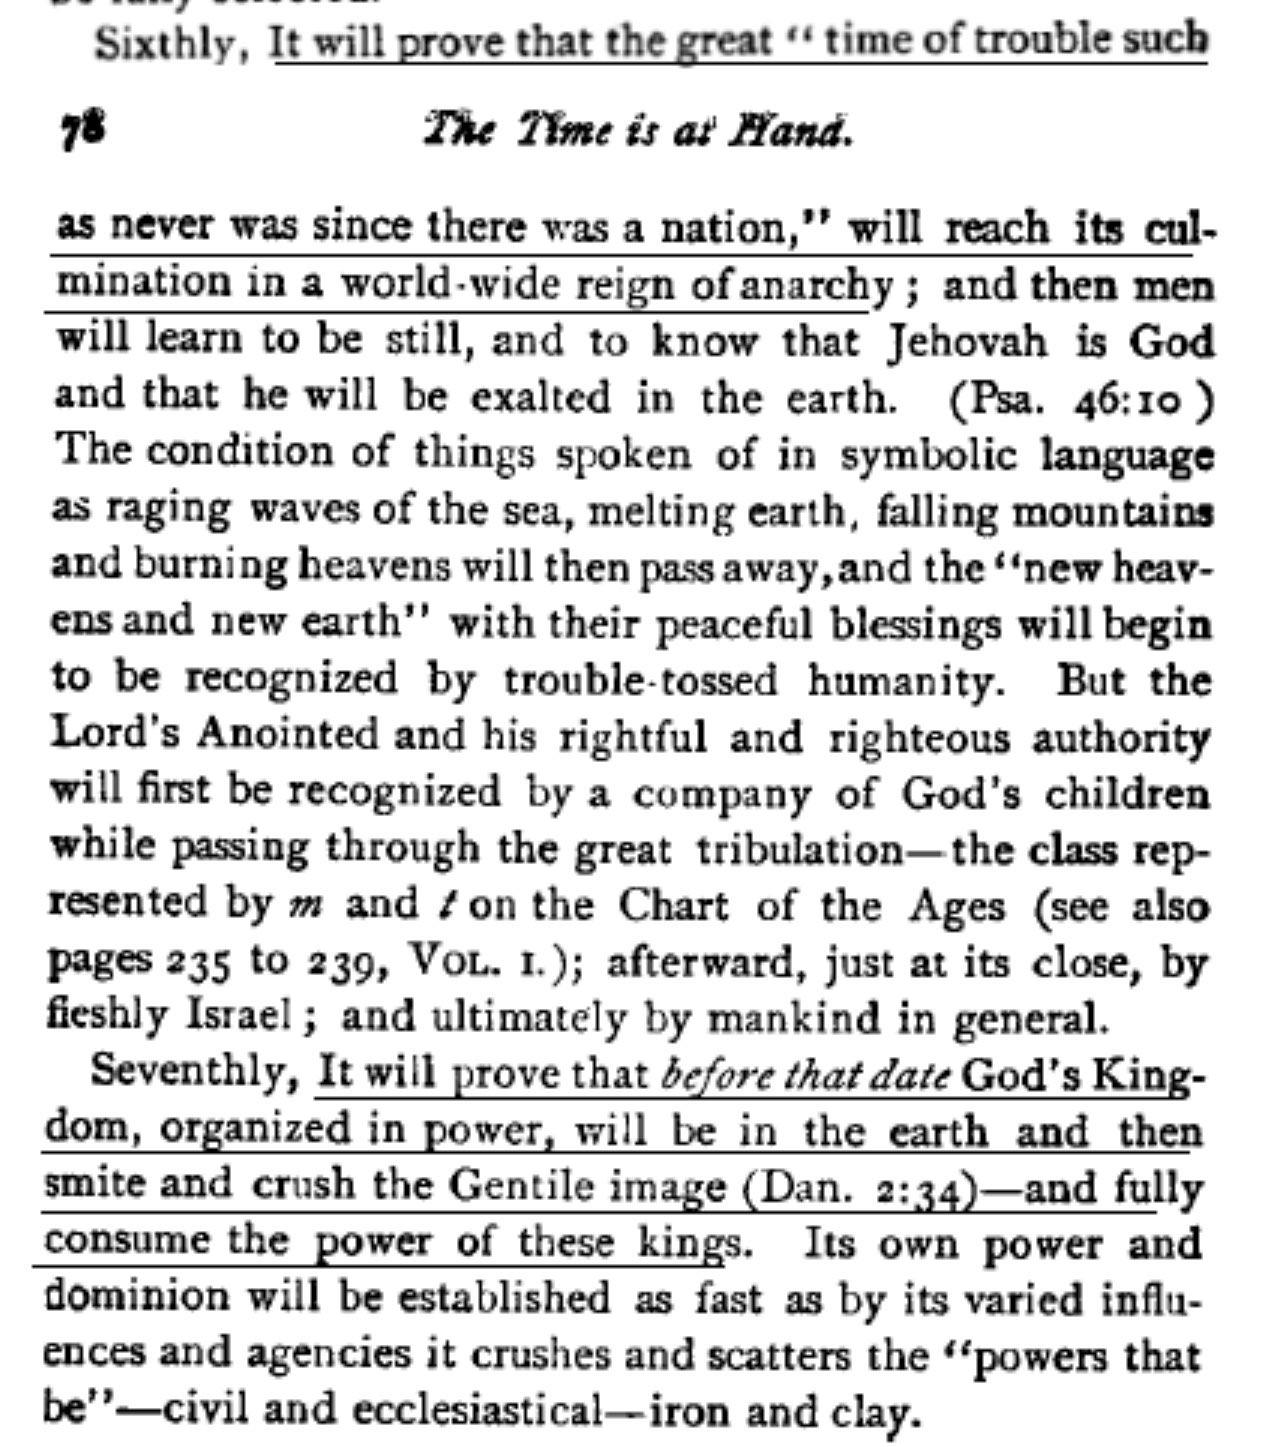 Sixthly, It will prove that the great “ time of trouble such
78 The Time is at Hand.
as never was since there was a nation,” will reach its cul-
mination in a world-wide reign of anarchy ; and then men
will learn to be still, and to know that Jehovah is God
and that he will be exalted in the earth. (Psa. 46:10 )
The condition of things spoken of in symbolic language
as raging waves of the sea, melting earth, falling mountains
and burning heavens will then pass away, and the “new heav-
ens and new earth” with their peaceful blessings will begin
to be recognized by trouble-tossed humanity. But the
Lord's Anointed and his rightful and righteous authority
will first be recognized by a company of God's children
while passing through the great tribulation—the class rep-
resented by m and t on the Chart of the Ages (see also
pages 235 to 239, VOL. I.); afterward, just at its close, by
fleshly Israel ; and ultimately by mankind in general.
Seventhly, It will prove that before that date God's King-
dom, organized in power, will be in the earth and then
smite and crush the Gentile image (Dan. 2:34)—and fully
consume the power of these kings. Its own power and
dominion will be established as fast as by its varied influ-
ences and agencies it crushes and scatters the “powers that
be”—civil and ecclesiastical—iron and clay.